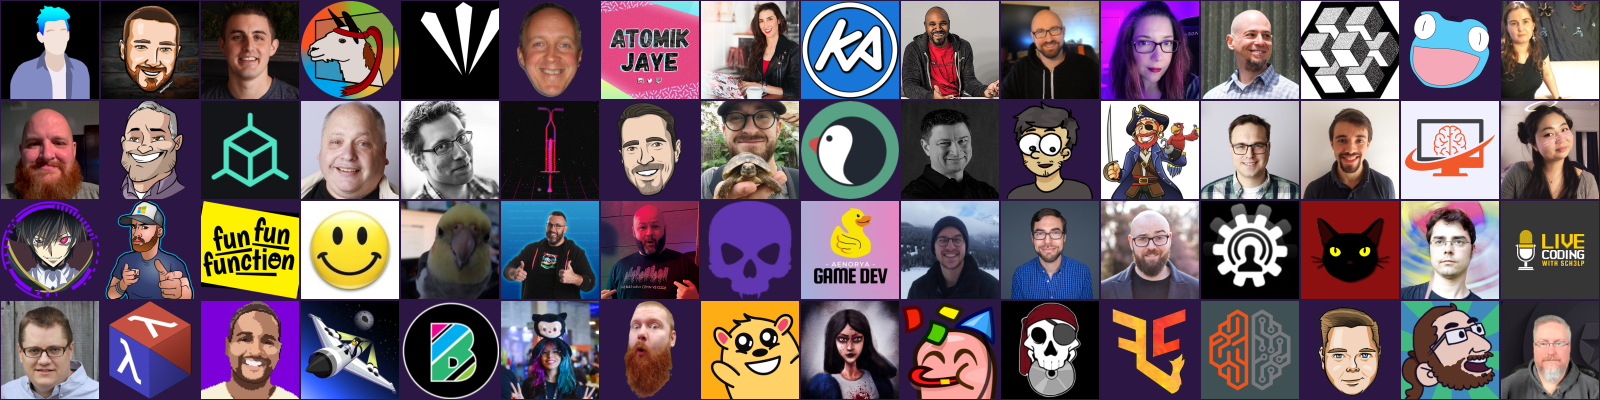 ATOMIK
JAYE
KA
fun fun
function
- AENORYA -
GAME DEV
LIVE
CODING
WITH SCH3LP
B